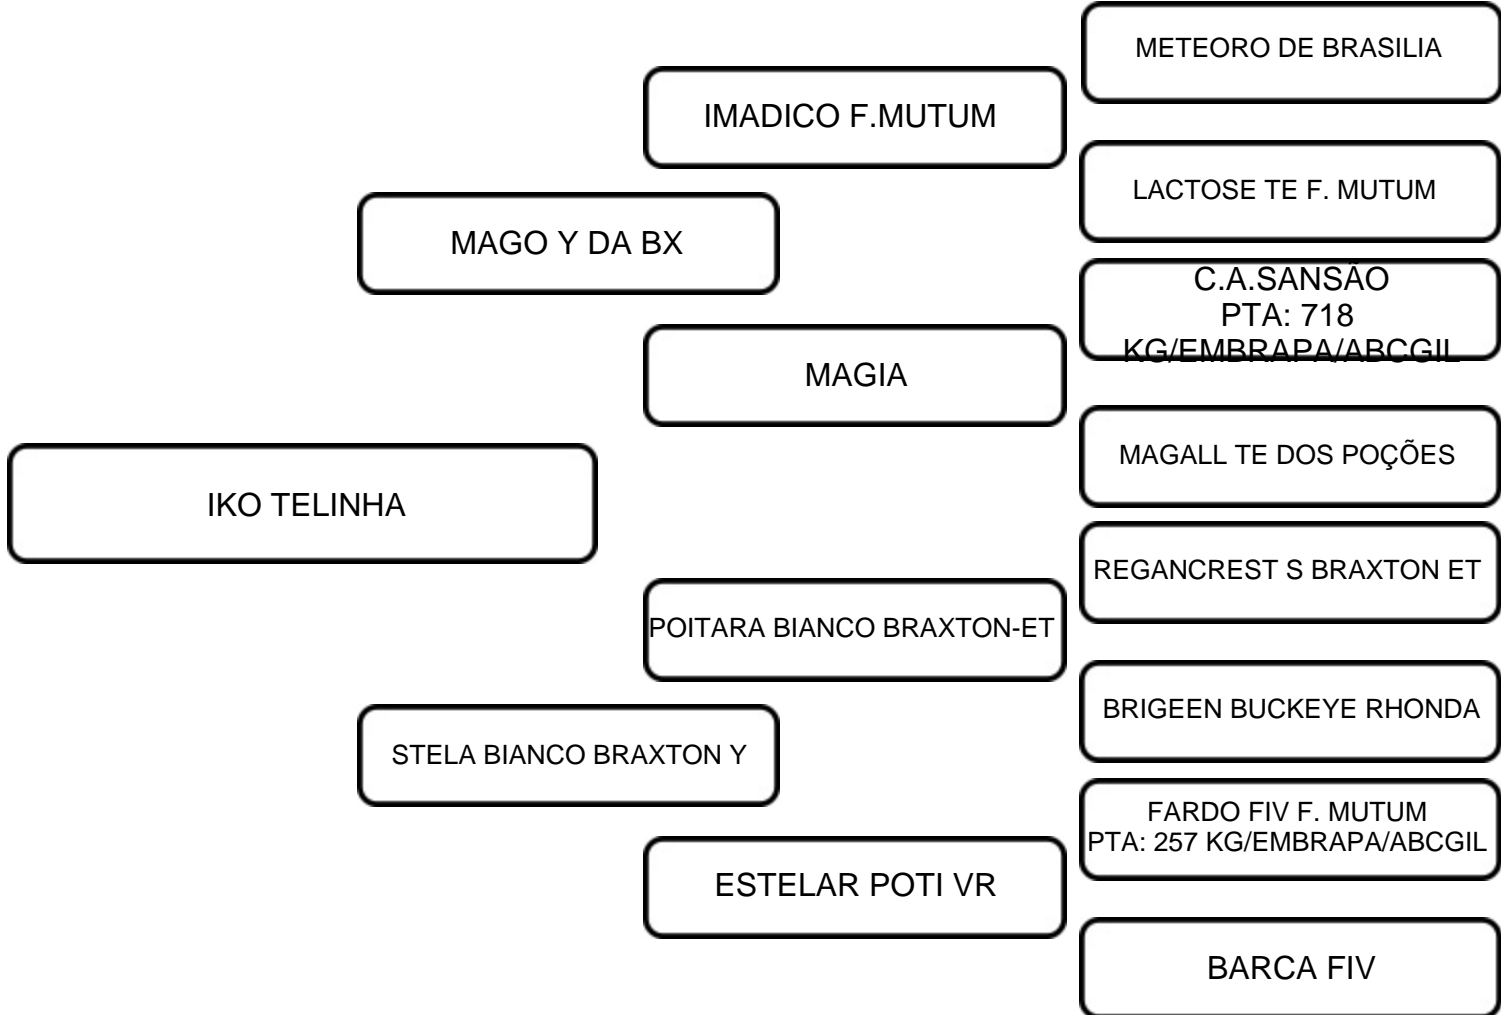 METEORO DE BRASILIA
IMADICO F.MUTUM
LACTOSE TE F. MUTUM
MAGO Y DA BX
C.A.SANSÃO
PTA: 718
KG/EMBRAPA/ABCGIL
MAGIA
MAGALL TE DOS POÇÕES
IKO TELINHA
REGANCREST S BRAXTON ET
POITARA BIANCO BRAXTON-ET
BRIGEEN BUCKEYE RHONDA
STELA BIANCO BRAXTON Y
FARDO FIV F. MUTUM
PTA: 257 KG/EMBRAPA/ABCGIL
ESTELAR POTI VR
BARCA FIV